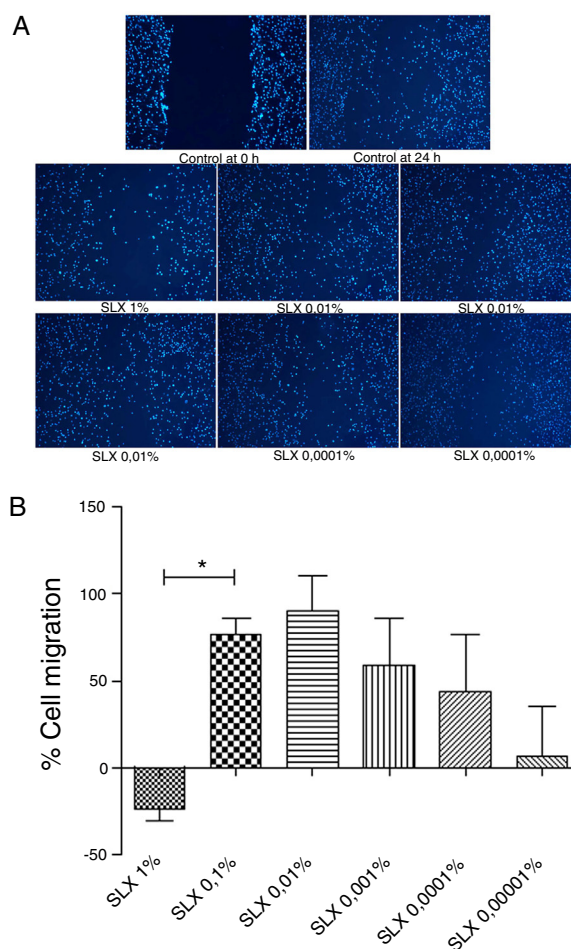 A
Control at 0 h
Control at 24 h
SLX 1%
SLX 0,01%
SLX 0,01%
SLX 0,01%
SLX 0,0001%
SLX 0,0001%
B
% Cell migration
150
100
50
0
-50
*
SLX 1%
SLX 0,1%
SLX 0,01%
SLX 0,001%
SLX 0,0001%
SLX 0,00001%